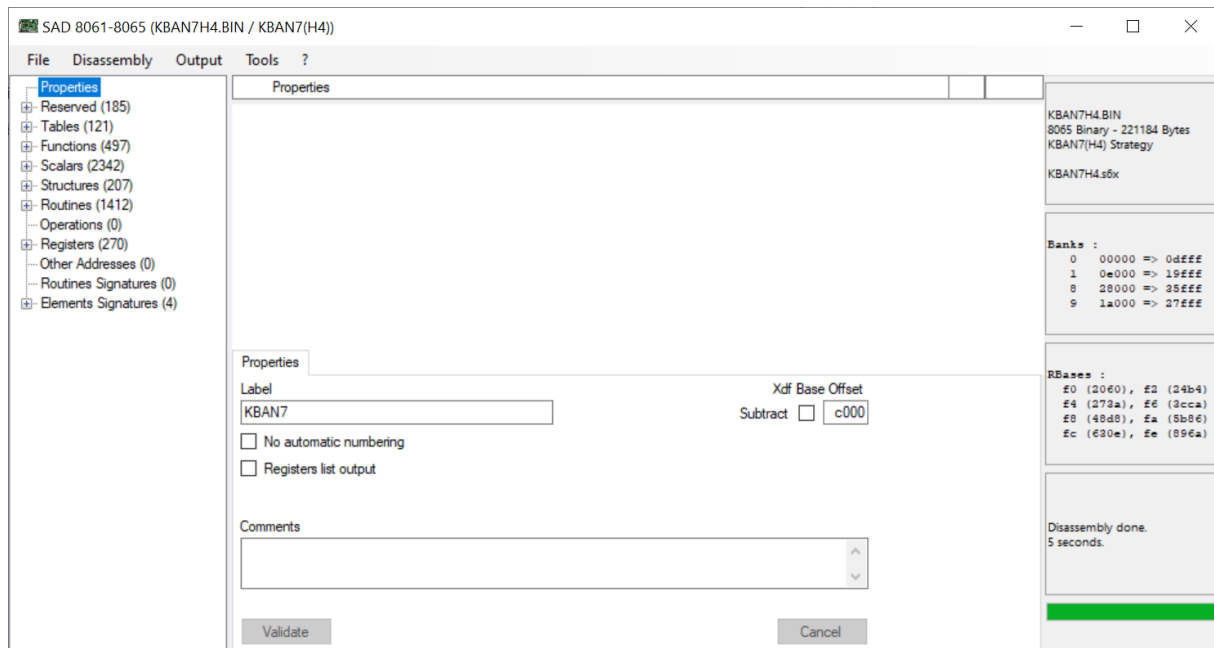 SAD 8061-8065 (KBAN7H4.BIN / KBAN7(H4))
File Disassembly Output Tools ?
Properties
Reserved (185)
Tables (121)
Functions (497)
Scalars (2342)
Structures (207)
Routines (1412)
Operations (0)
Registers (270)
Other Addresses (0)
Routines Signatures (0)
Elements Signatures (4)
Properties
Properties
Label
Xdf Base Offset
KBAN7
Subtract
c000
No automatic numbering
Registers list output
Comments
Validate
Cancel
KBAN7H4.BIN
8065 Binary - 221184 Bytes
KBAN7(H4) Strategy
KBAN7H4.s6x
Banks :
0 00000 => 0dfff
1 0e000 => 19fff
8 28000 => 35fff
9 1a000 => 27fff
RBases :
f0 (2060), f2 (24b4)
f4 (273a), f6 (3cca)
f8 (48d8), fa (5b86)
fc (630e), fe (896a)
Disassembly done.
5 seconds.